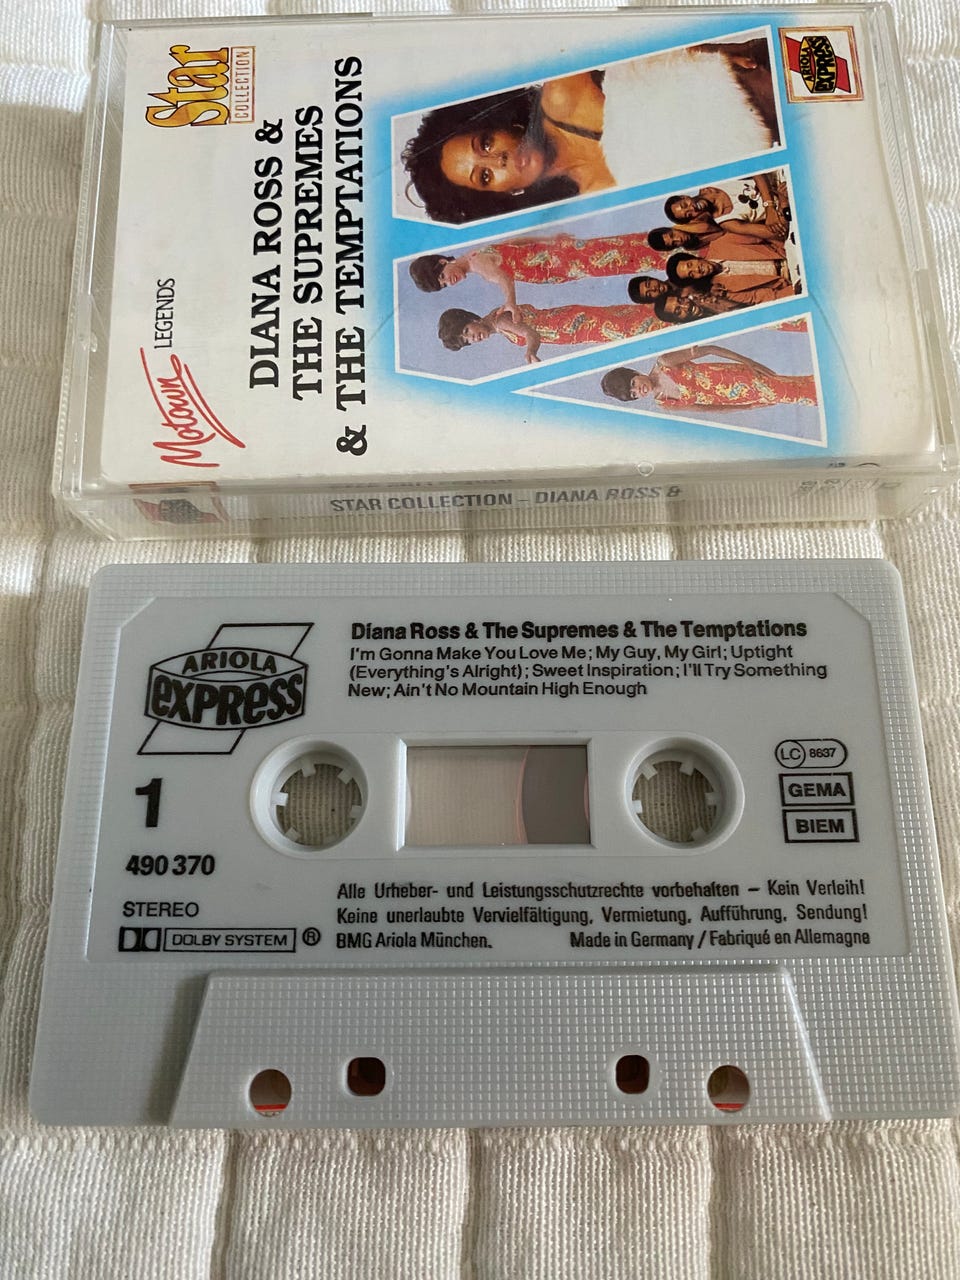 Star
COLLECTION
Motown LEGENDS
DIANA ROSS &
THE SUPREMES
& THE TEMPTATIONS
ARIOLA
EXPRESS
STAR COLLECTION – DIANA ROSS &
ARIOLA
EXPRESS
Diana Ross & The Supremes & The Temptations
I'm Gonna Make You Love Me; My Guy, My Girl; Uptight
(Everything's Alright); Sweet Inspiration; I'll Try Something
New; Ain't No Mountain High Enough
1
LC 8637
GEMA
BIEM
490 370
STEREO
DOLBY SYSTEM ®
Alle Urheber- und Leistungsschutzrechte vorbehalten – Kein Verleih!
Keine unerlaubte Vervielfältigung, Vermietung, Aufführung, Sendung!
BMG Ariola München. Made in Germany / Fabriqué en Allemagne